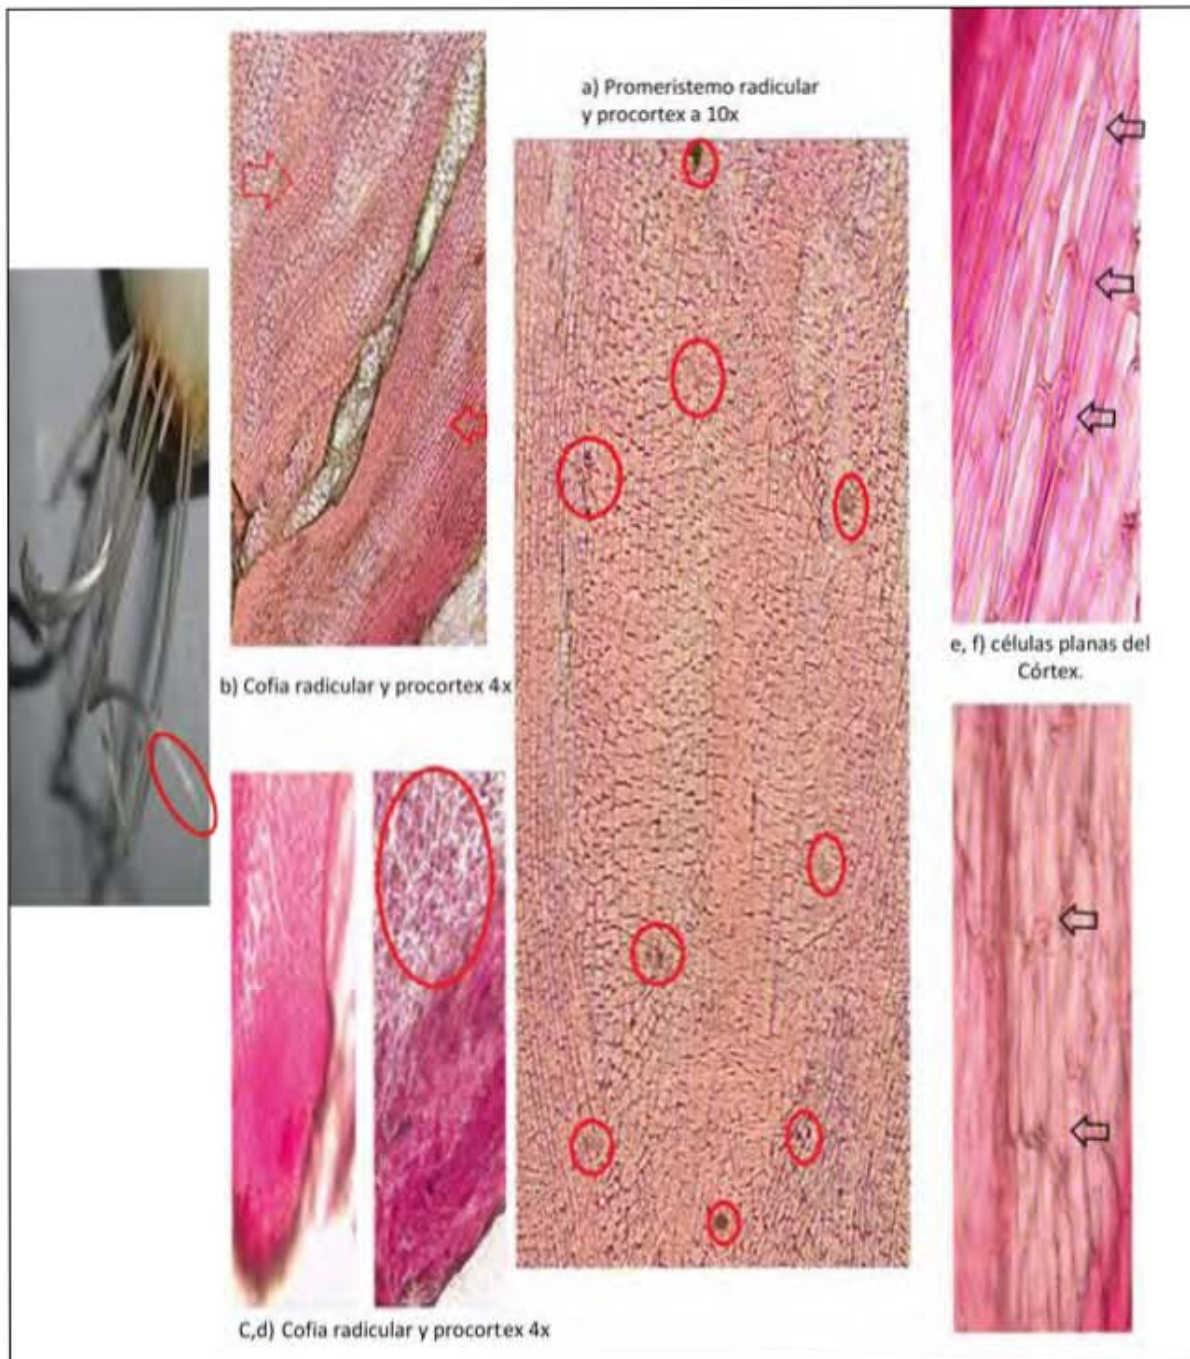 a) Promeristemo radicular
y procortex a 10x
b) Cofia radicular y procortex 4x
e, f) células planas del
Córtex.
C,d) Cofia radicular y procortex 4x